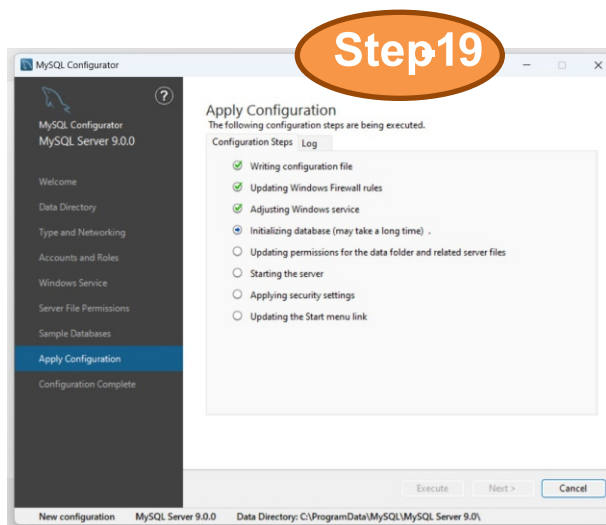 Step-19
MySQL Configurator
?
MySQL Configurator
MySQL Server 9.0.0
Welcome
Data Directory
Type and Networking
Accounts and Roles
Windows Service
Server File Permissions
Sample Databases
Apply Configuration
Configuration Complete
Apply Configuration
The following configuration steps are being executed.
Configuration Steps Log
Writing configuration file
Updating Windows Firewall rules
Adjusting Windows service
Initializing database (may take a long time) .
Updating permissions for the data folder and related server files
Starting the server
Applying security settings
Updating the Start menu link
Execute Next > Cancel
New configuration MySQL Server 9.0.0 Data Directory: C:\ProgramData\MySQL\MySQL Server 9.0\